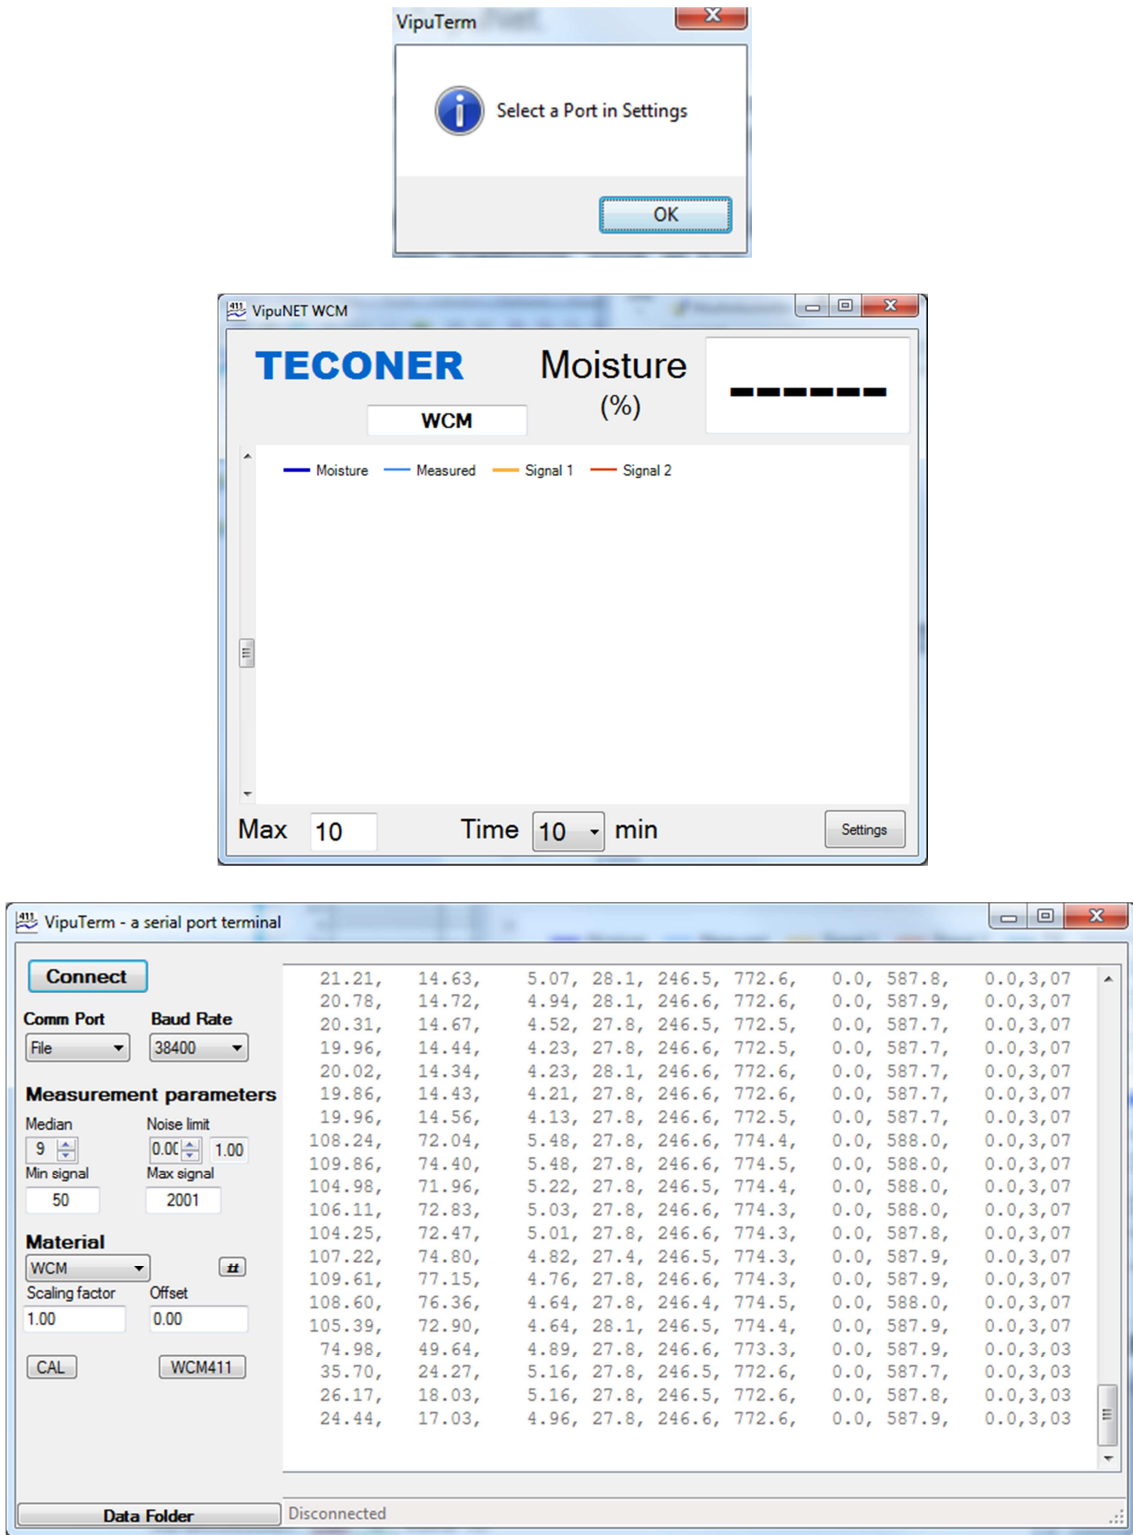 VipuTerm
Select a Port in Settings
OK
411 VipuNET WCM
TECONER
Moisture
(%)
------
WCM
Moisture Measured Signal 1 Signal 2
Max 10 Time 10 min Settings
411 VipuTerm - a serial port terminal
Connect
Comm Port Baud Rate
File 38400
Measurement parameters
Median Noise limit
9 0.00 1.00
Min signal Max signal
50 2001
Material
WCM tt
Scaling factor Offset
1.00 0.00
CAL WCM411
21.21, 14.63, 5.07, 28.1, 246.5, 772.6, 0.0, 587.8, 0.0,3,07
20.78, 14.72, 4.94, 28.1, 246.6, 772.6, 0.0, 587.9, 0.0,3,07
20.31, 14.67, 4.52, 27.8, 246.5, 772.5, 0.0, 587.7, 0.0,3,07
19.96, 14.44, 4.23, 27.8, 246.6, 772.5, 0.0, 587.7, 0.0,3,07
20.02, 14.34, 4.23, 28.1, 246.6, 772.6, 0.0, 587.7, 0.0,3,07
19.86, 14.43, 4.21, 27.8, 246.6, 772.6, 0.0, 587.7, 0.0,3,07
19.96, 14.56, 4.13, 27.8, 246.6, 772.5, 0.0, 587.7, 0.0,3,07
108.24, 72.04, 5.48, 27.8, 246.6, 774.4, 0.0, 588.0, 0.0,3,07
109.86, 74.40, 5.48, 27.8, 246.6, 774.5, 0.0, 588.0, 0.0,3,07
104.98, 71.96, 5.22, 27.8, 246.5, 774.4, 0.0, 588.0, 0.0,3,07
106.11, 72.83, 5.03, 27.8, 246.6, 774.3, 0.0, 588.0, 0.0,3,07
104.25, 72.47, 5.01, 27.8, 246.6, 774.3, 0.0, 587.8, 0.0,3,07
107.22, 74.80, 4.82, 27.4, 246.5, 774.3, 0.0, 587.9, 0.0,3,07
109.61, 77.15, 4.76, 27.8, 246.6, 774.3, 0.0, 587.9, 0.0,3,07
108.60, 76.36, 4.64, 27.8, 246.4, 774.5, 0.0, 588.0, 0.0,3,07
105.39, 72.90, 4.64, 28.1, 246.5, 774.4, 0.0, 587.9, 0.0,3,07
74.98, 49.64, 4.89, 27.8, 246.6, 773.3, 0.0, 587.9, 0.0,3,03
35.70, 24.27, 5.16, 27.8, 246.5, 772.6, 0.0, 587.7, 0.0,3,03
26.17, 18.03, 5.16, 27.8, 246.5, 772.6, 0.0, 587.8, 0.0,3,03
24.44, 17.03, 4.96, 27.8, 246.6, 772.6, 0.0, 587.9, 0.0,3,03
Data Folder Disconnected